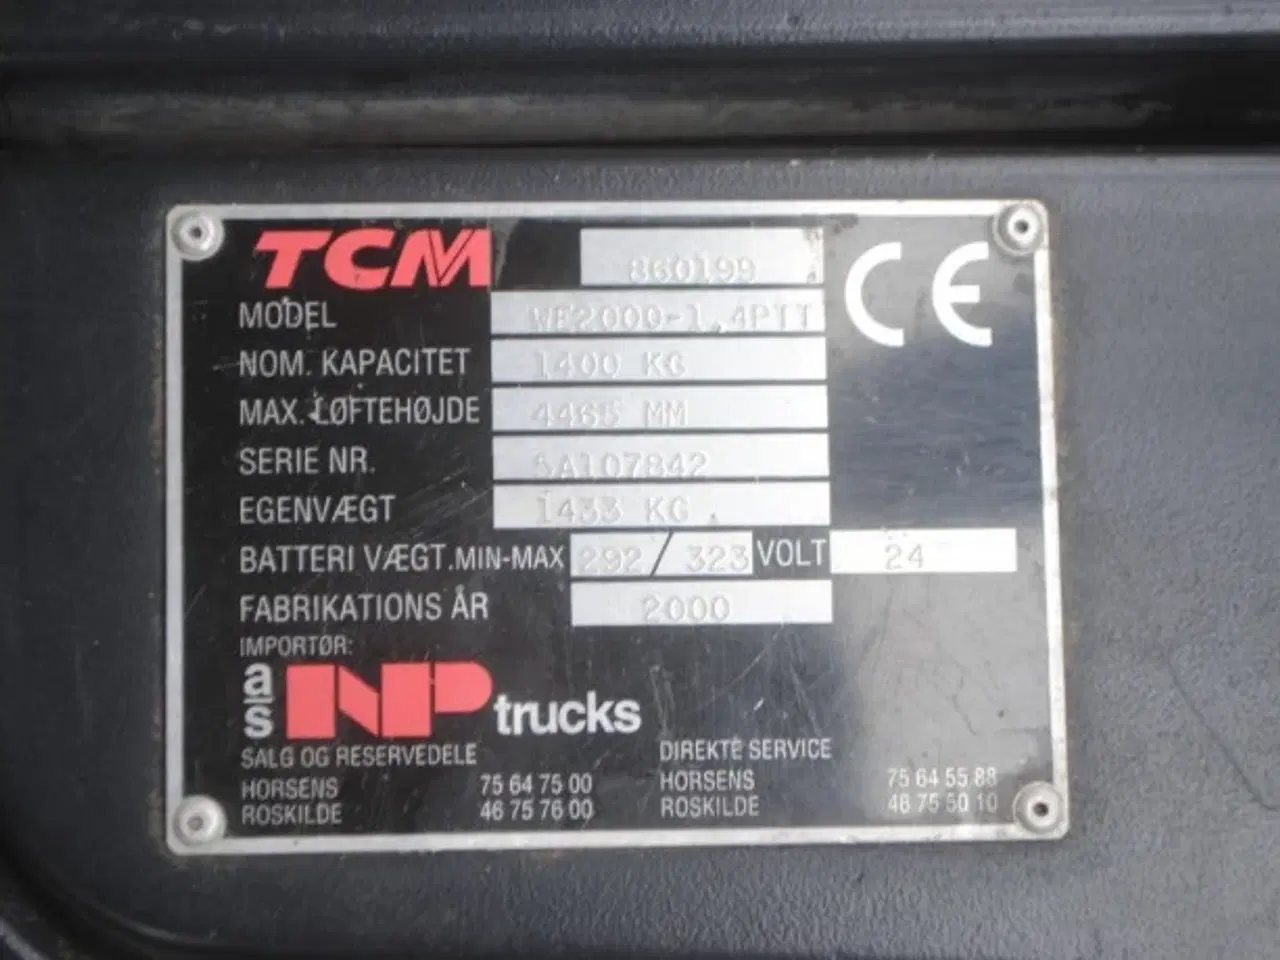 TCM 860199 CE
MODEL WE2000-1.4PTT
NOM. KAPACITET 1400 KG
MAX. LØFTEHØJDE 4465 MM
SERIE NR. 5A107842
EGENVÆGT 1433 KG
BATTERI VÆGT. MIN-MAX 292 / 323 VOLT 24
FABRIKATIONS ÅR 2000
IMPORTØR:
a/s NP trucks
SALG OG RESERVEDELE DIREKTE SERVICE
HORSENS 75 64 75 00 HORSENS 75 64 55 88
ROSKILDE 46 75 76 00 ROSKILDE 46 75 50 10